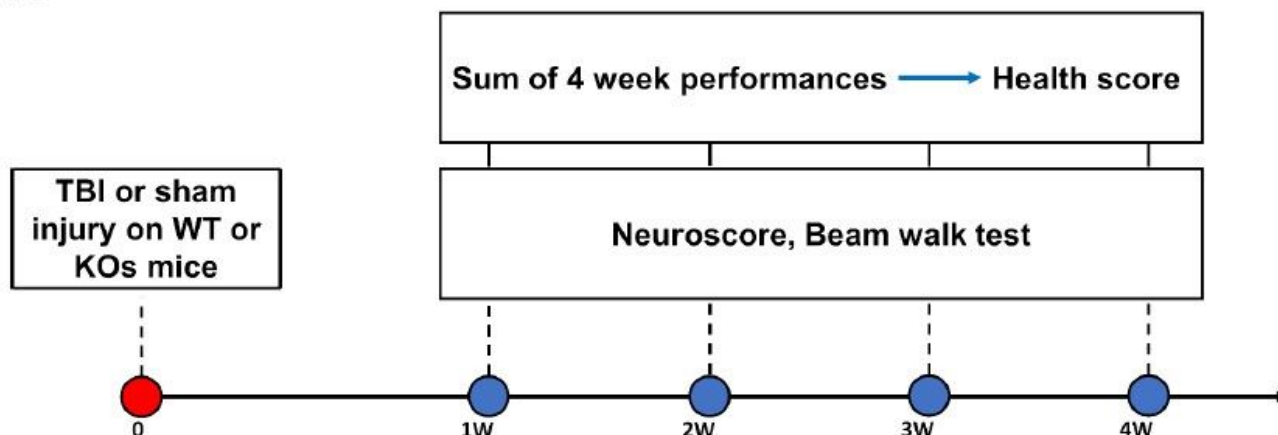 Sum of 4 week performances Health score
TBI or sham
injury on WT or
KOs mice
Neuroscore, Beam walk test
0 1W 2W 3W 4W